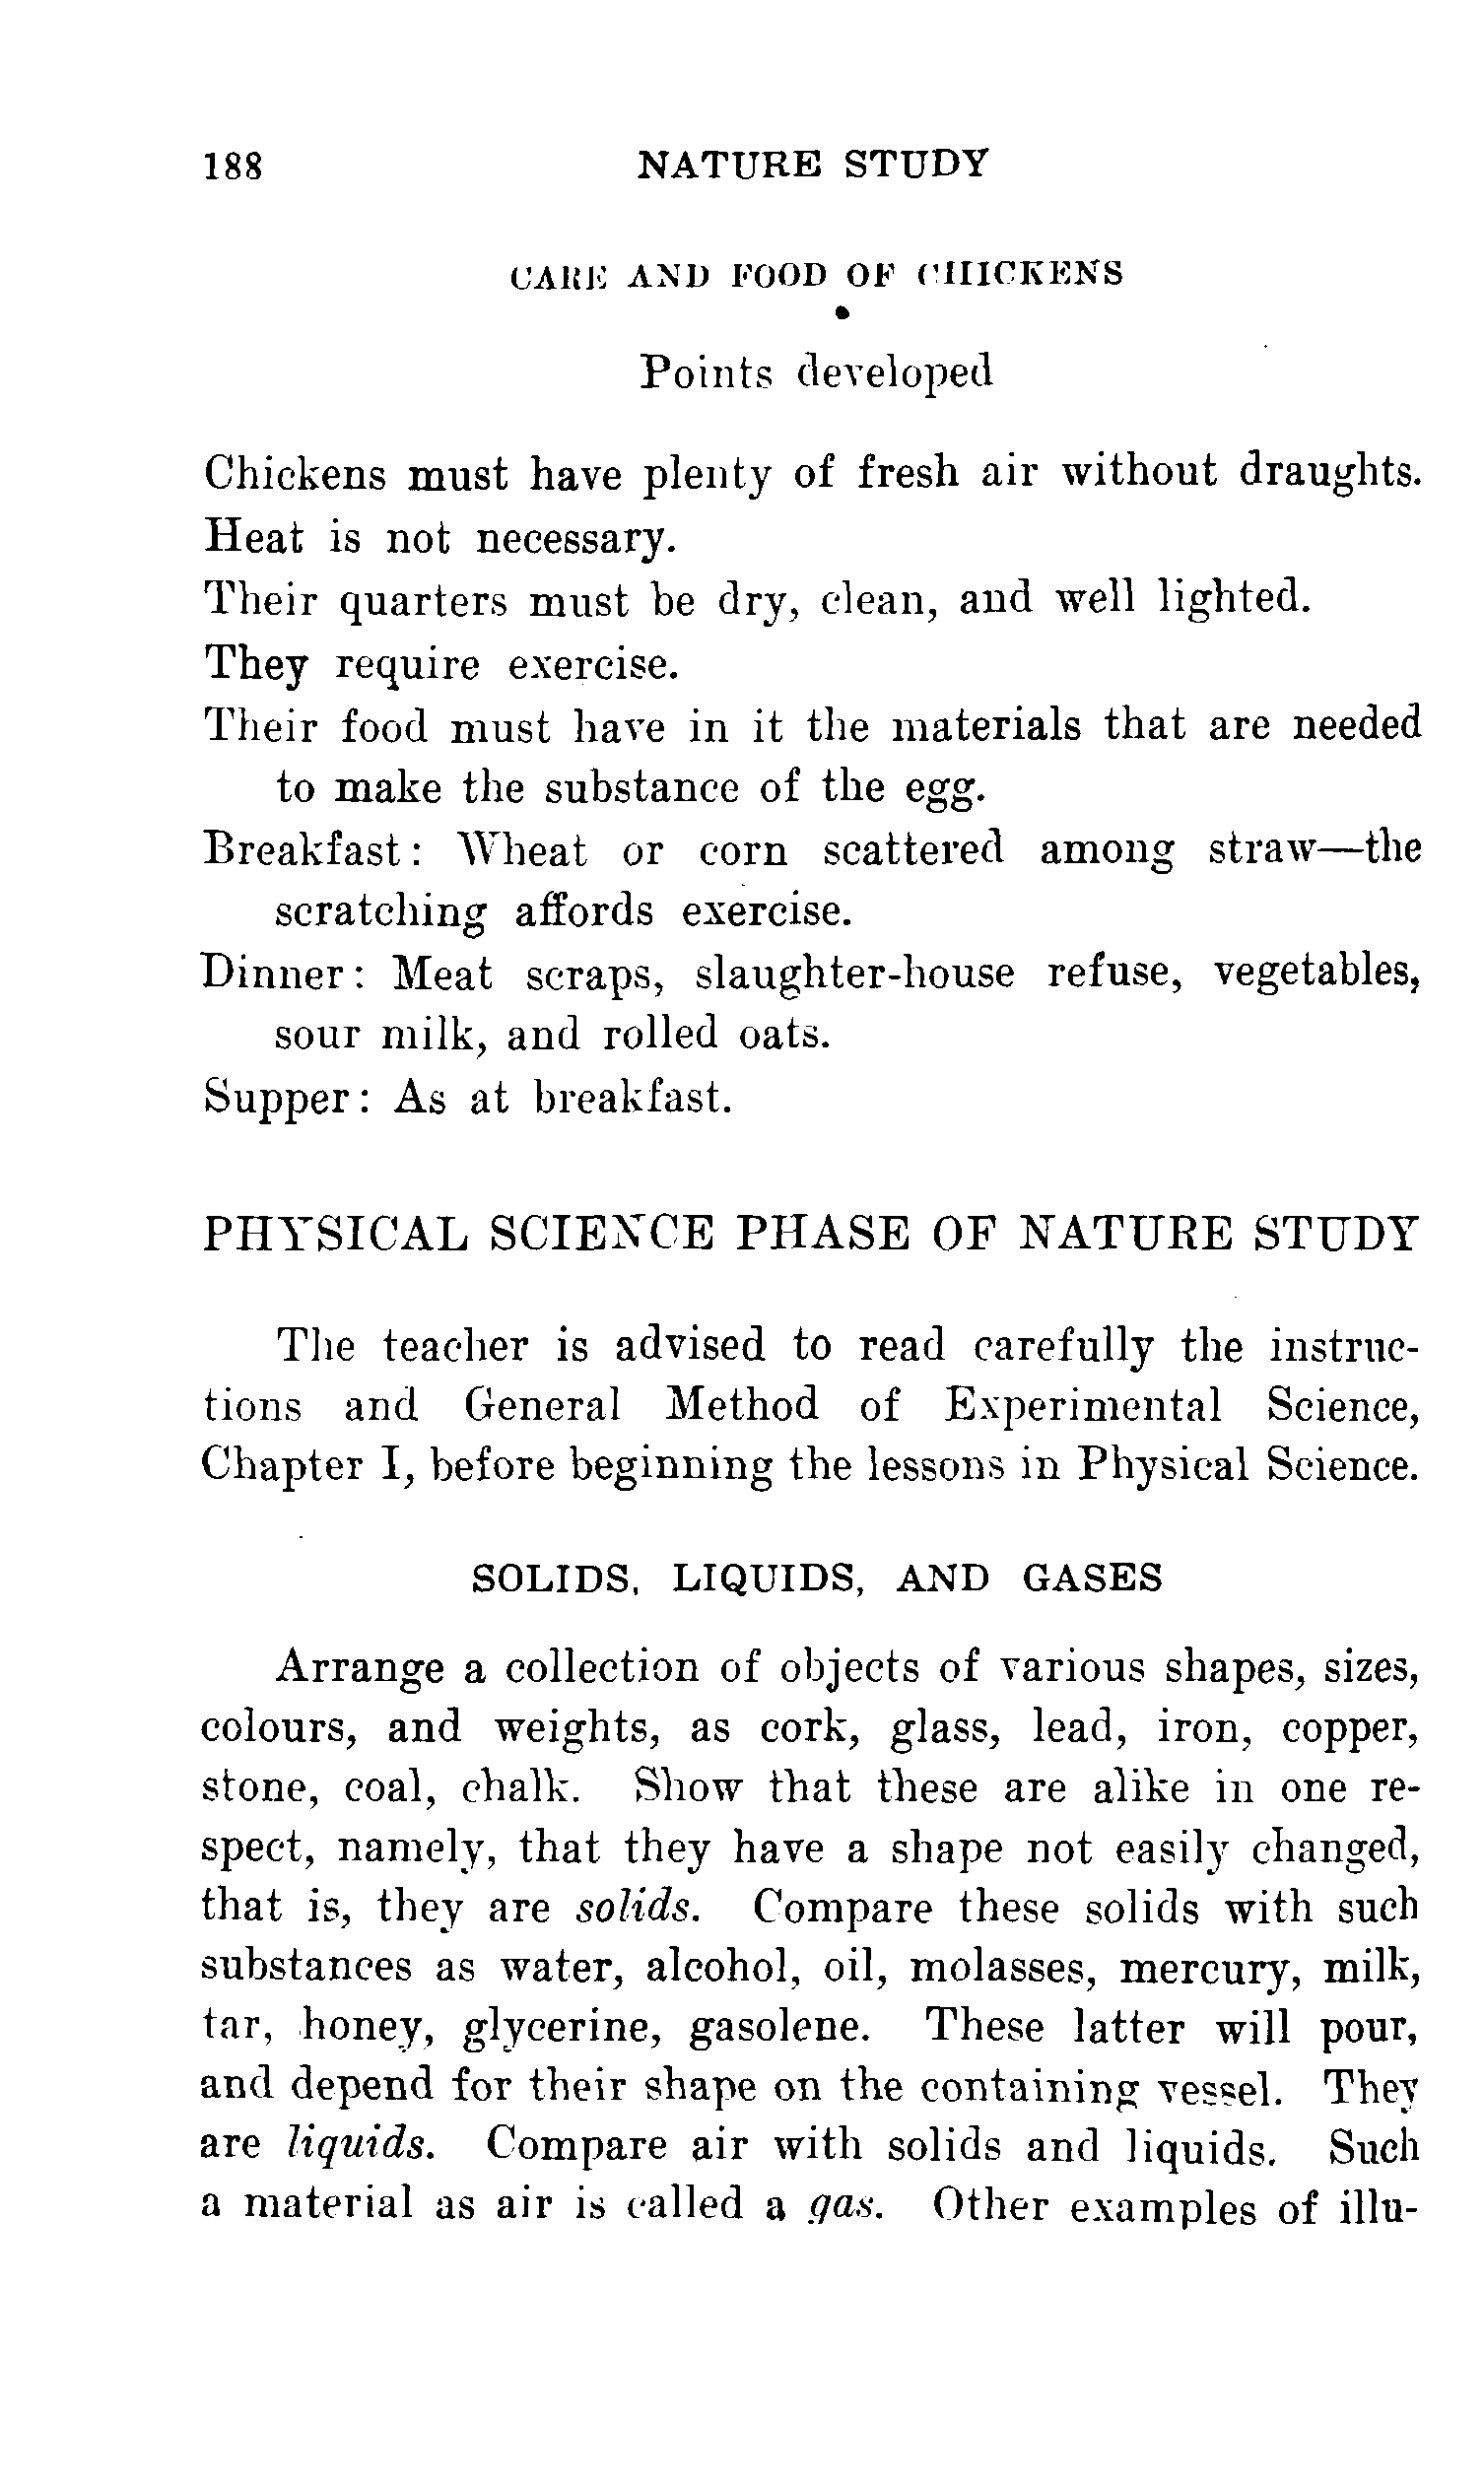 188 NATURE STUDY
CARE AND FOOD OF CHICKENS
Points developed
Chickens must have plenty of fresh air without draughts.
Heat is not necessary.
Their quarters must be dry, clean, and well lighted.
They require exercise.
Their food must have in it the materials that are needed
to make the substance of the egg.
Breakfast: Wheat or corn scattered among straw—the
scratching affords exercise.
Dinner: Meat scraps, slaughter-house refuse, vegetables,
sour milk, and rolled oats.
Supper: As at breakfast.
PHYSICAL SCIENCE PHASE OF NATURE STUDY
The teacher is advised to read carefully the instruc-
tions and General Method of Experimental Science,
Chapter I, before beginning the lessons in Physical Science.
SOLIDS, LIQUIDS, AND GASES
Arrange a collection of objects of various shapes, sizes,
colours, and weights, as cork, glass, lead, iron, copper,
stone, coal, chalk. Show that these are alike in one re-
spect, namely, that they have a shape not easily changed,
that is, they are solids. Compare these solids with such
substances as water, alcohol, oil, molasses, mercury, milk,
tar, honey, glycerine, gasolene. These latter will pour,
and depend for their shape on the containing vessel. They
are liquids. Compare air with solids and liquids. Such
a material as air is called a gas. Other examples of illu-